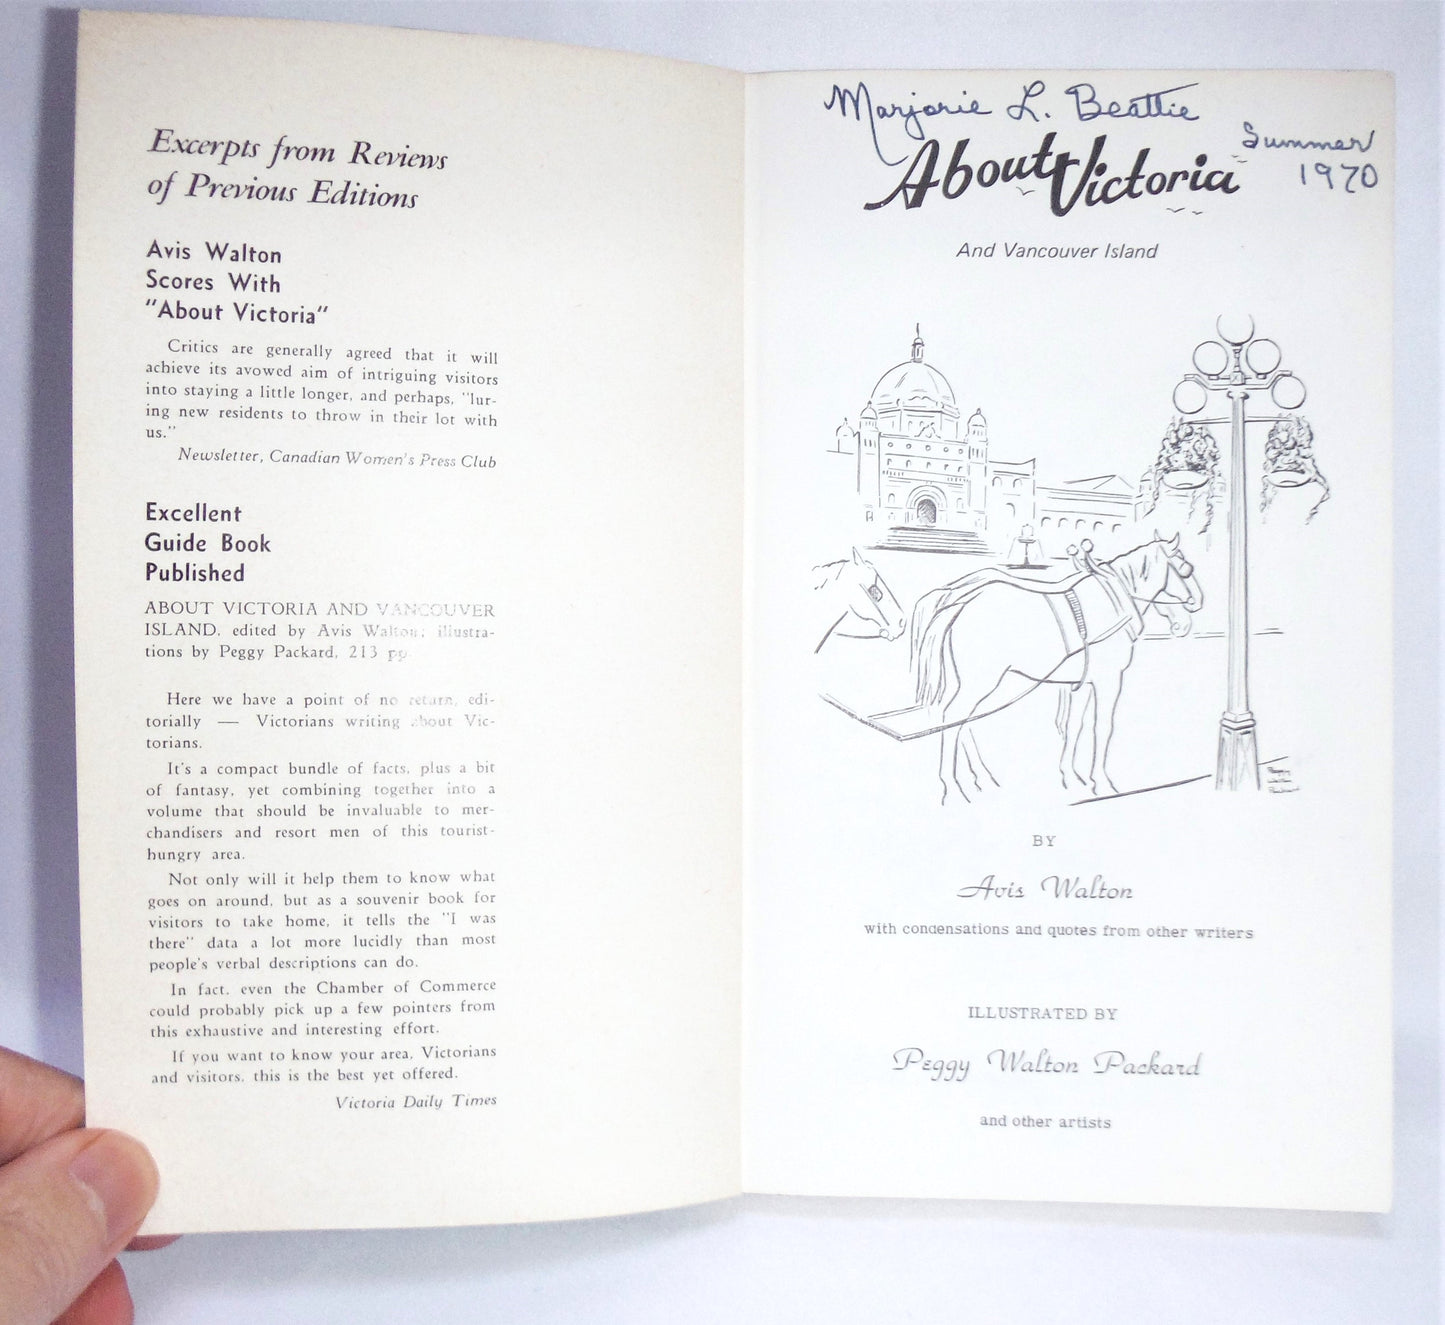 Excerpts from Reviews
of Previous Editions
Avis Walton
Scores With
"About Victoria"
Critics are generally agreed that it will
achieve its avowed aim of intriguing visitors
into staying a little longer, and perhaps, "lur-
ing new residents to throw in their lot with
us."
Newsletter, Canadian Women's Press Club
Excellent
Guide Book
Published
ABOUT VICTORIA AND VANCOUVER
ISLAND, edited by Avis Walton; illustra-
tions by Peggy Packard, 213 pp.
Here we have a point of no return, edi-
torially — Victorians writing about Vic-
torians.
It's a compact bundle of facts, plus a bit
of fantasy, yet combining together into a
volume that should be invaluable to mer-
chandisers and resort men of this tourist-
hungry area.
Not only will it help them to know what
goes on around, but as a souvenir book for
visitors to take home, it tells the "I was
there" data a lot more lucidly than most
people's verbal descriptions can do.
In fact, even the Chamber of Commerce
could probably pick up a few pointers from
this exhaustive and interesting effort.
If you want to know your area, Victorians
and visitors, this is the best yet offered.
Victoria Daily Times
Marjorie L. Beattie
Summer
1970
About Victoria
And Vancouver Island
Peggy
Walton
Packard
BY
Avis Walton
with condensations and quotes from other writers
ILLUSTRATED BY
Peggy Walton Packard
and other artists